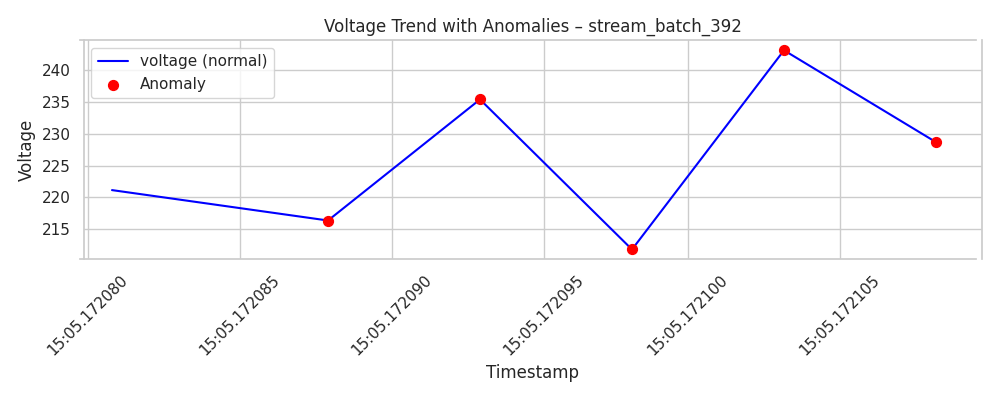 Voltage Trend with Anomalies – stream_batch_392
voltage (normal)
Anomaly
Voltage
240
235
230
225
220
215
15:05.172080
15:05.172085
15:05.172090
15:05.172095
15:05.172100
15:05.172105
Timestamp